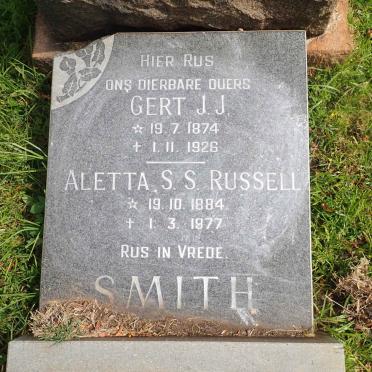 HIER RUS
ONS DIERBARE OUERS
GERT J. J.
☆ 19. 7. 1874
† 1. 11. 1926
ALETTA S. S. RUSSELL
☆ 19. 10. 1884
† 1. 3. 1977
RUS IN VREDE.
SMITH